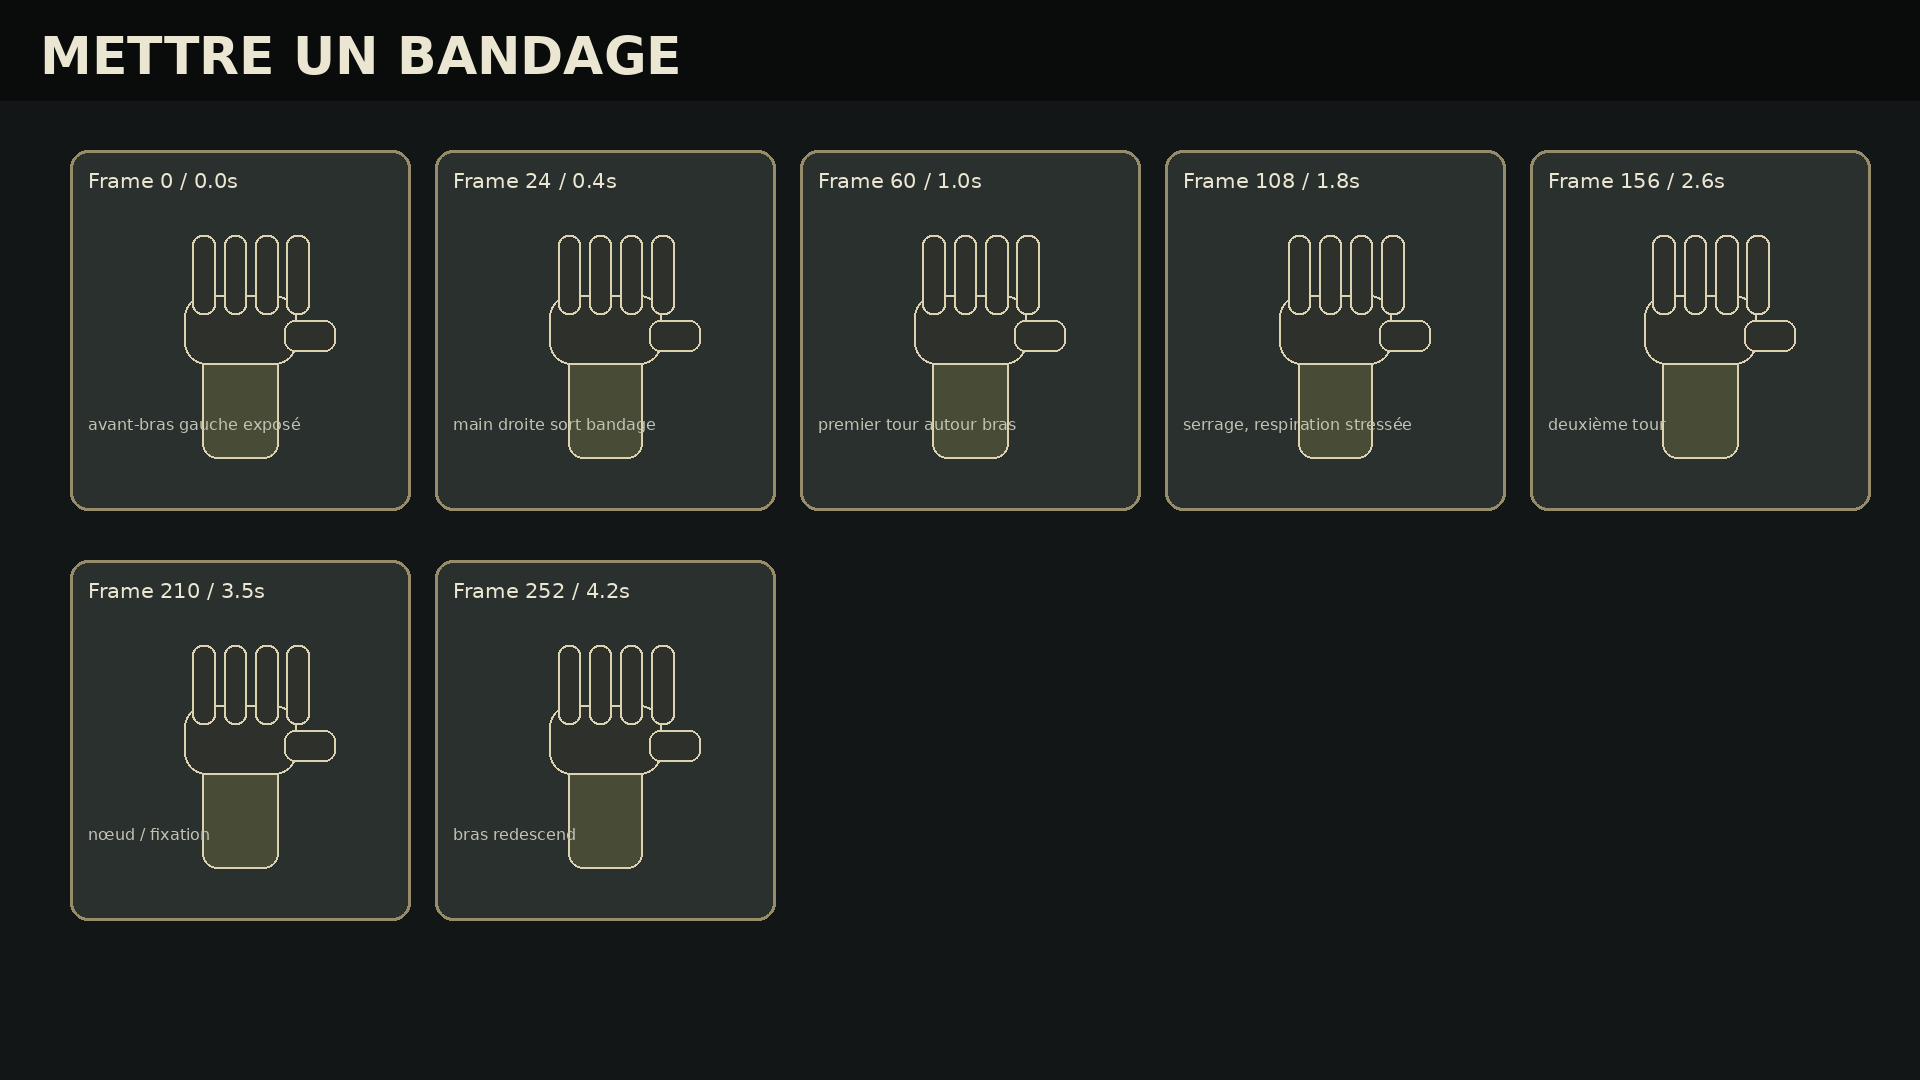 METTRE UN BANDAGE
Frame 0 / 0.0s
avant-bras gauche exposé
Frame 24 / 0.4s
main droite sort bandage
Frame 60 / 1.0s
premier tour autour bras
Frame 108 / 1.8s
serrage, respiration stressée
Frame 156 / 2.6s
deuxième tour
Frame 210 / 3.5s
nœud / fixation
Frame 252 / 4.2s
bras redescend